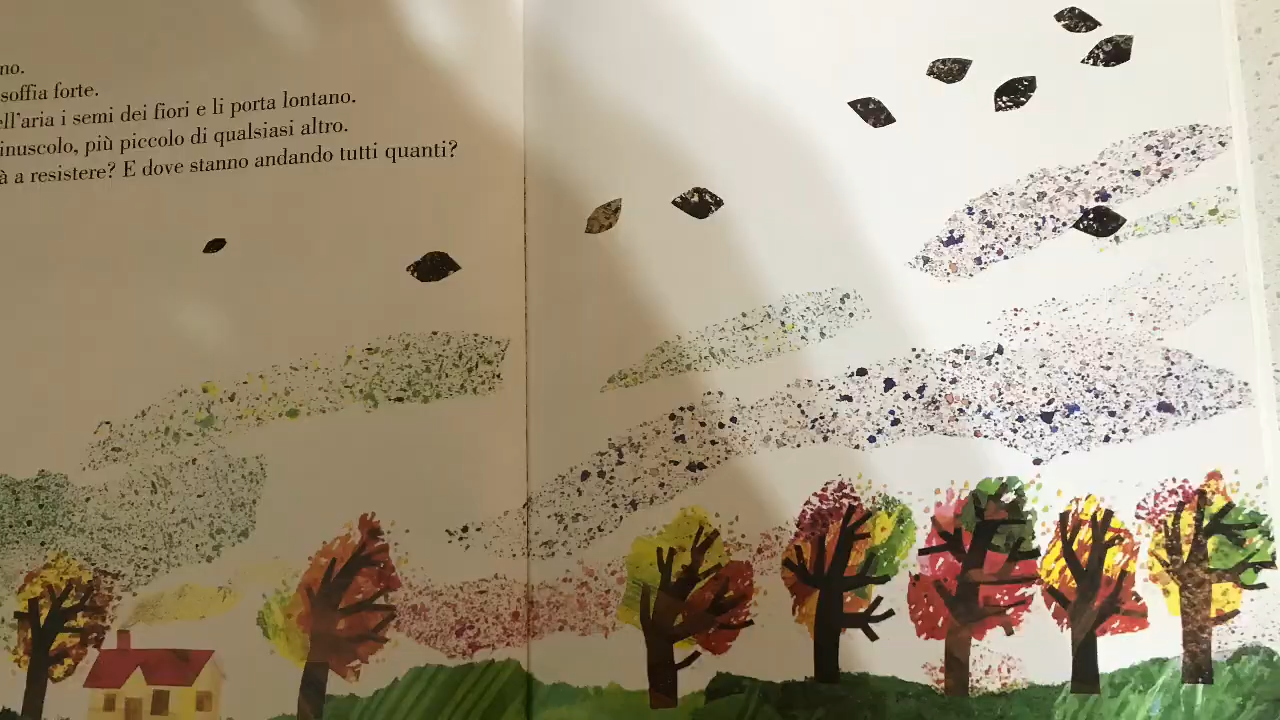 no.
soffia forte.
ell'aria i semi dei fiori e li porta lontano.
inuscolo, più piccolo di qualsiasi altro.
à a resistere? E dove stanno andando tutti quanti?